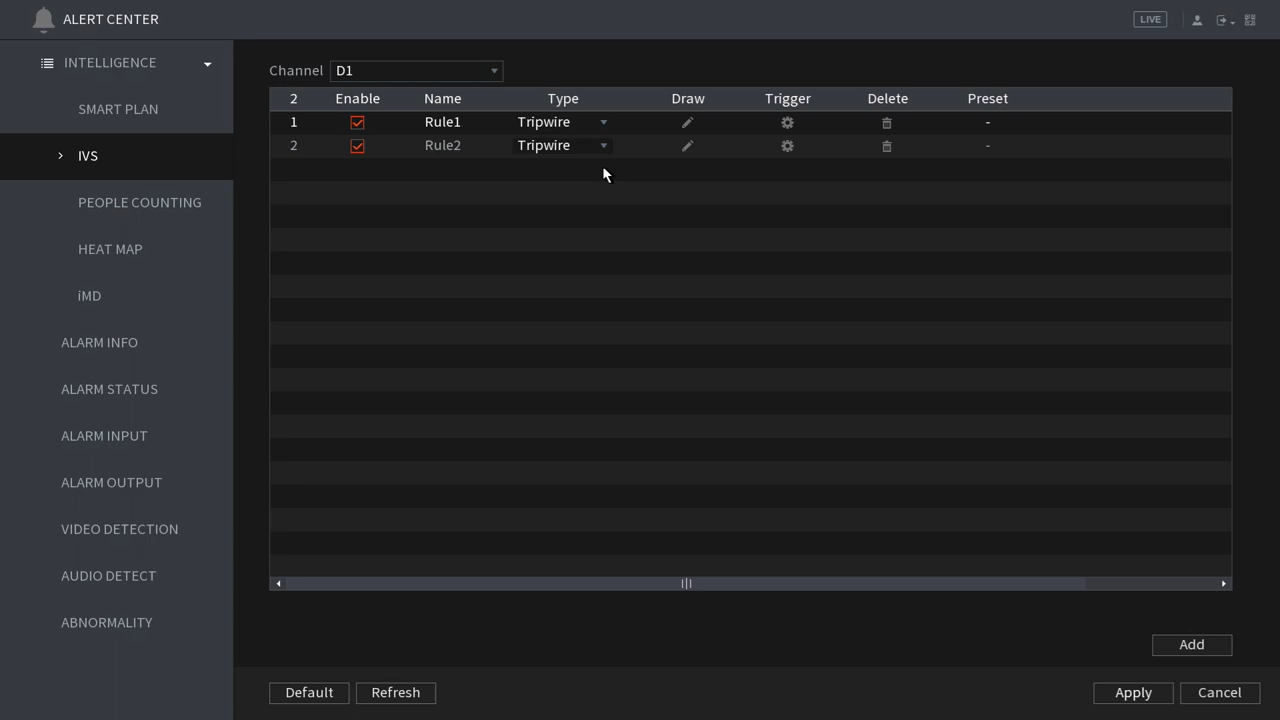 ALERT CENTER
LIVE
INTELLIGENCE
SMART PLAN
IVS
PEOPLE COUNTING
HEAT MAP
iMD
ALARM INFO
ALARM STATUS
ALARM INPUT
ALARM OUTPUT
VIDEO DETECTION
AUDIO DETECT
ABNORMALITY
Channel D1
2 Enable Name Type Draw Trigger Delete Preset
1 Rule1 Tripwire -
2 Rule2 Tripwire -
Add
Default Refresh Apply Cancel